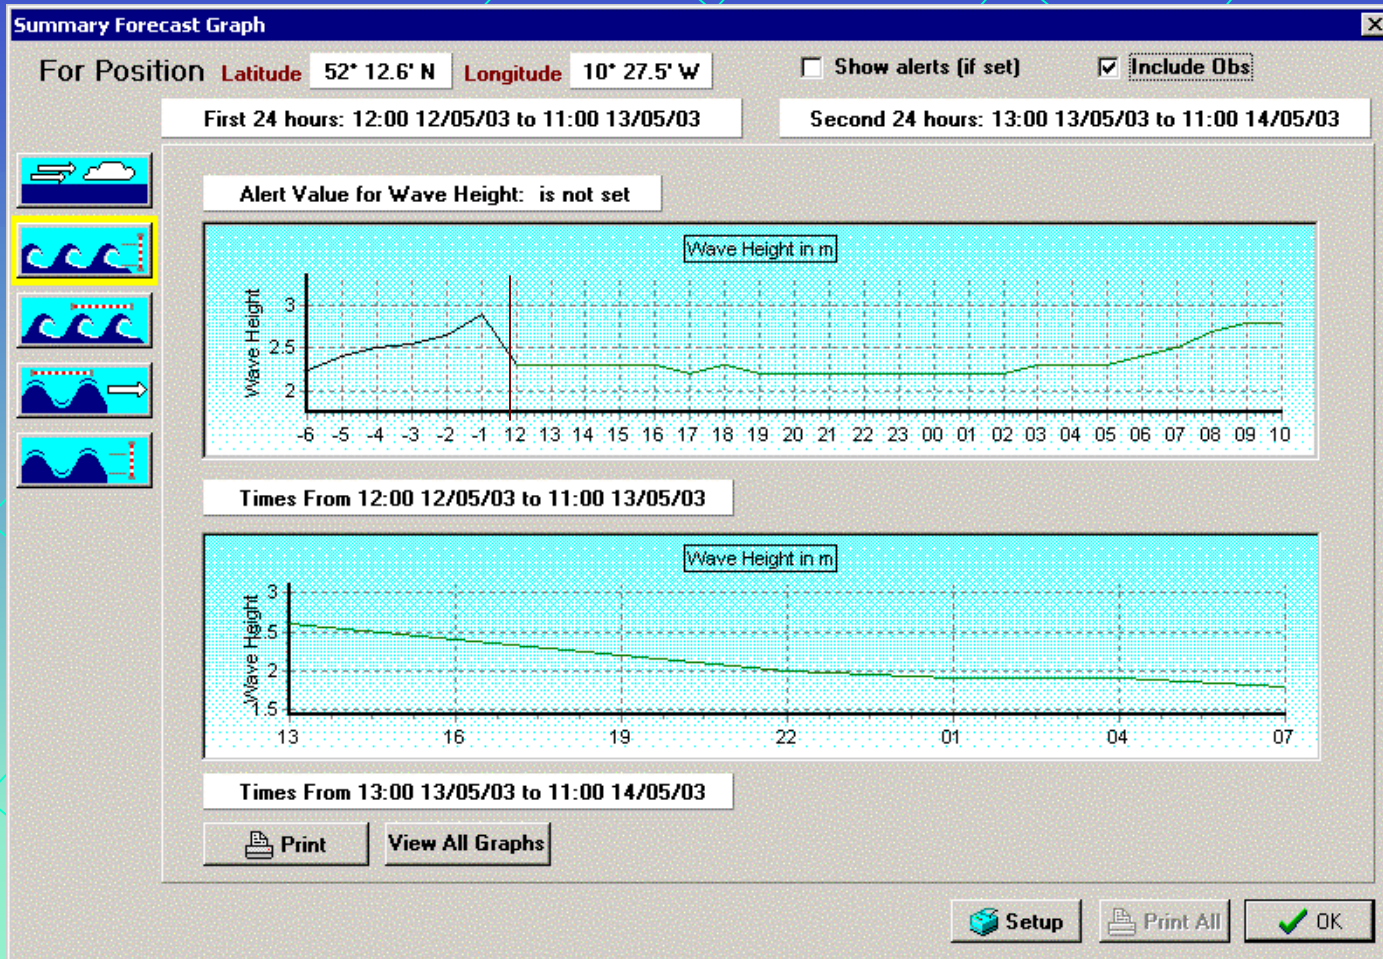 Summary Forecast Graph
For Position Latitude 52° 12.6' N Longitude 10° 27.5' W Show alerts (if set) Include Obs
First 24 hours: 12:00 12/05/03 to 11:00 13/05/03 Second 24 hours: 13:00 13/05/03 to 11:00 14/05/03
Alert Value for Wave Height: is not set
Wave Height in m
Wave Height
3
2.5
2
-6 -5 -4 -3 -2 -1 12 13 14 15 16 17 18 19 20 21 22 23 00 01 02 03 04 05 06 07 08 09 10
Times From 12:00 12/05/03 to 11:00 13/05/03
Wave Height in m
Wave Height
3
2.5
2
1.5
13 16 19 22 01 04 07
Times From 13:00 13/05/03 to 11:00 14/05/03
Print View All Graphs
Setup Print All OK